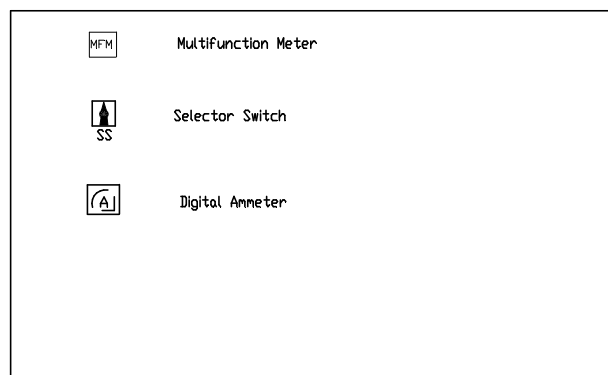 MFM Multifunction Meter
Selector Switch
SS
A Digital Ammeter